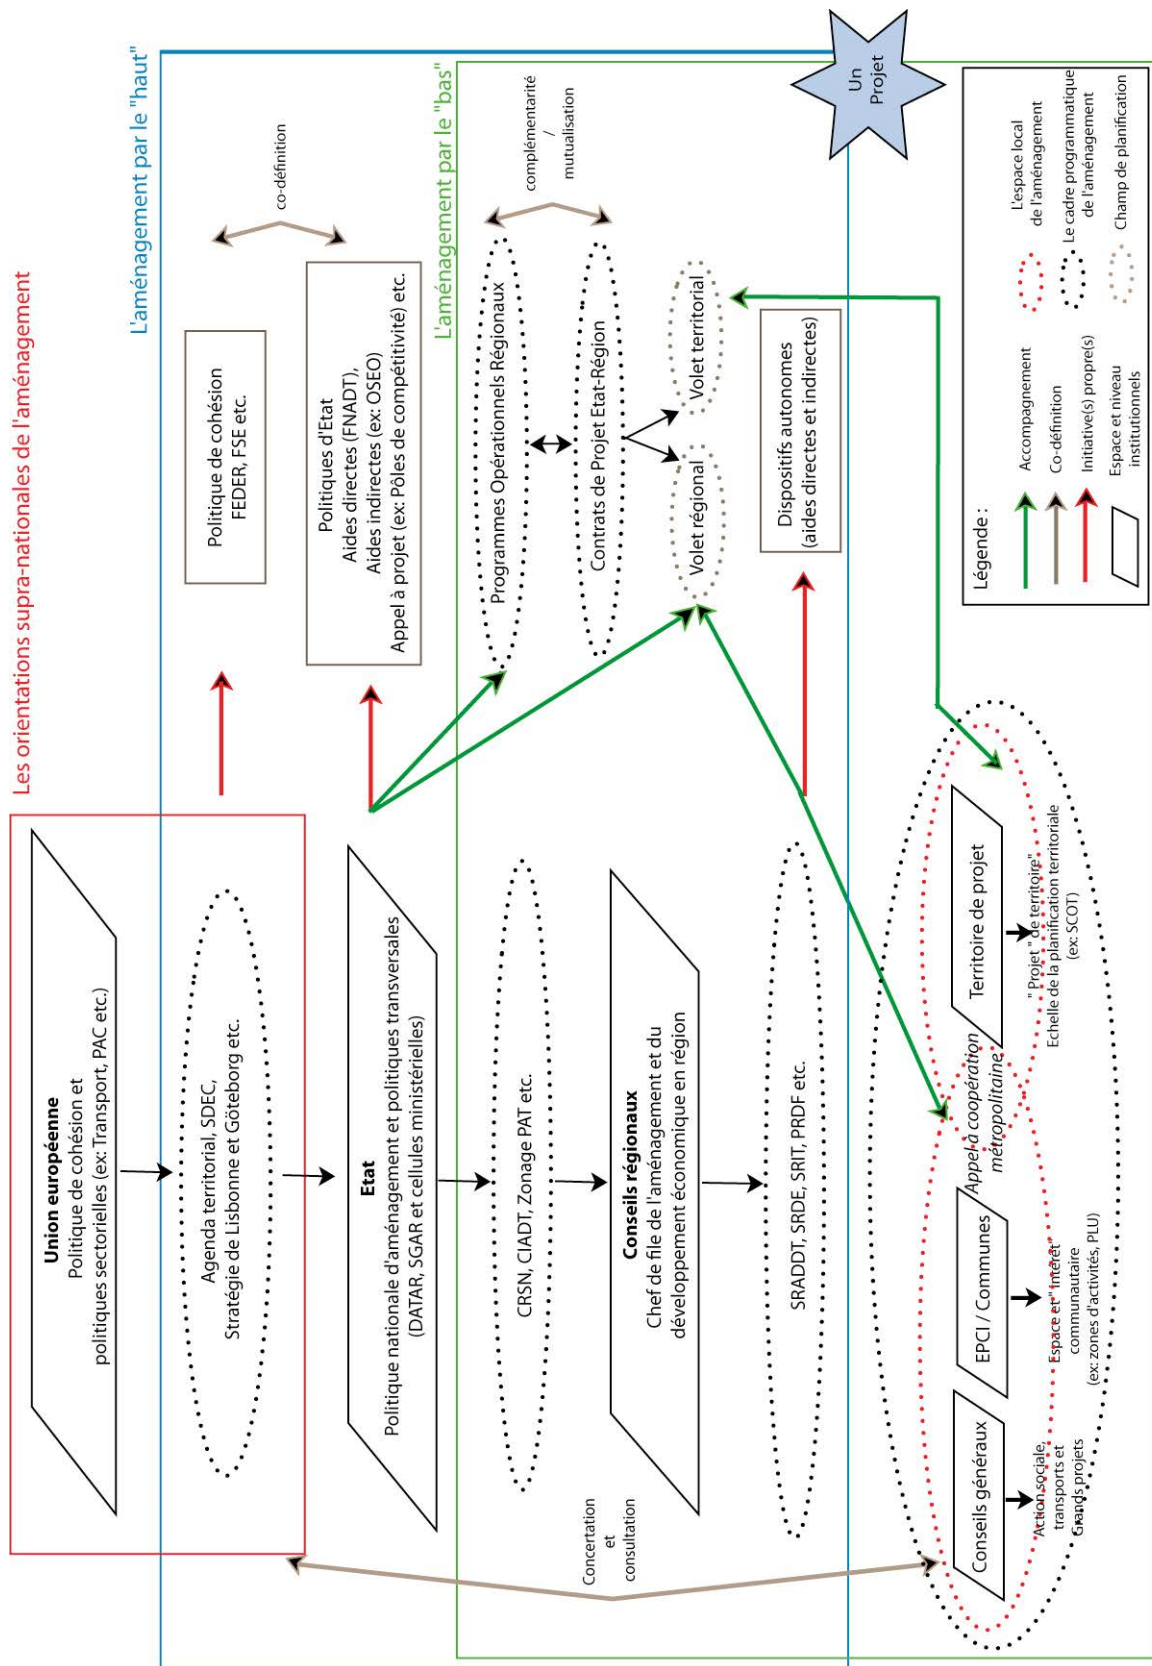 Les orientations supra-nationales de l'aménagement
L'aménagement par le "haut"
L'aménagement par le "bas"
Union européenne
Politique de cohésion et
politiques sectorielles (ex: Transport, PAC etc.)
Agenda territorial, SDEC,
Stratégie de Lisbonne et Göteborg etc.
Politique de cohésion
FEDER, FSE etc.
co-définition
Etat
Politique nationale d'aménagement et politiques transversales
(DATAR, SGAR et cellules ministérielles)
Politiques d'Etat
Aides directes (FNADT),
Aides indirectes (ex: OSEO)
Appel à projet (ex: Pôles de compétitivité) etc.
CRSN, CIADT, Zonage PAT etc.
Programmes Opérationnels Régionaux
complémentarité
/
mutualisation
Concertation
et
consultation
Conseils régionaux
Chef de file de l'aménagement et du
développement économique en région
Contrats de Projet Etat-Région
Volet régional
Volet territorial
SRADDT, SRDE, SRIT, PRDF etc.
Dispositifs autonomes
(aides directes et indirectes)
Un
Projet
Conseils généraux
Action sociale,
transports et
Grands projets
EPCI / Communes
Espace et " intérêt"
communautaire
(ex: zones d'activités, PLU)
Appel à coopération
métropolitaine
Territoire de projet
" Projet " de territoire"
Echelle de la planification territoriale
(ex: SCOT)
Légende :
Accompagnement
Co-définition
Initiative(s) propre(s)
Espace et niveau
institutionnels
L'espace local
de l'aménagement
Le cadre programmatique
de l'aménagement
Champ de planification